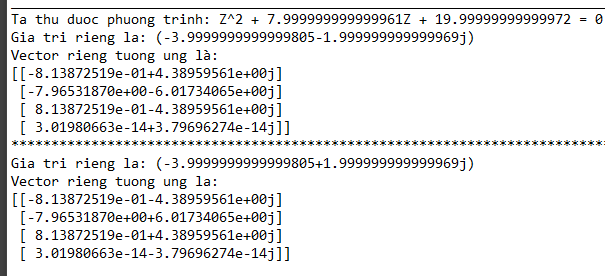 Ta thu duoc phuong trinh: Z^2 + 7.999999999999961Z + 19.99999999999972 = 0
Gia tri rieng la: (-3.9999999999999805-1.999999999999969j)
Vector rieng tuong ung là:
[[-8.13872519e-01+4.38959561e+00j]
[-7.96531870e+00-6.01734065e+00j]
[ 8.13872519e-01-4.38959561e+00j]
[ 3.01980663e-14+3.79696274e-14j]]
******************************************************************************
Gia tri rieng la: (-3.9999999999999805+1.999999999999969j)
Vector rieng tuong ung la:
[[-8.13872519e-01-4.38959561e+00j]
[-7.96531870e+00+6.01734065e+00j]
[ 8.13872519e-01+4.38959561e+00j]
[ 3.01980663e-14-3.79696274e-14j]]